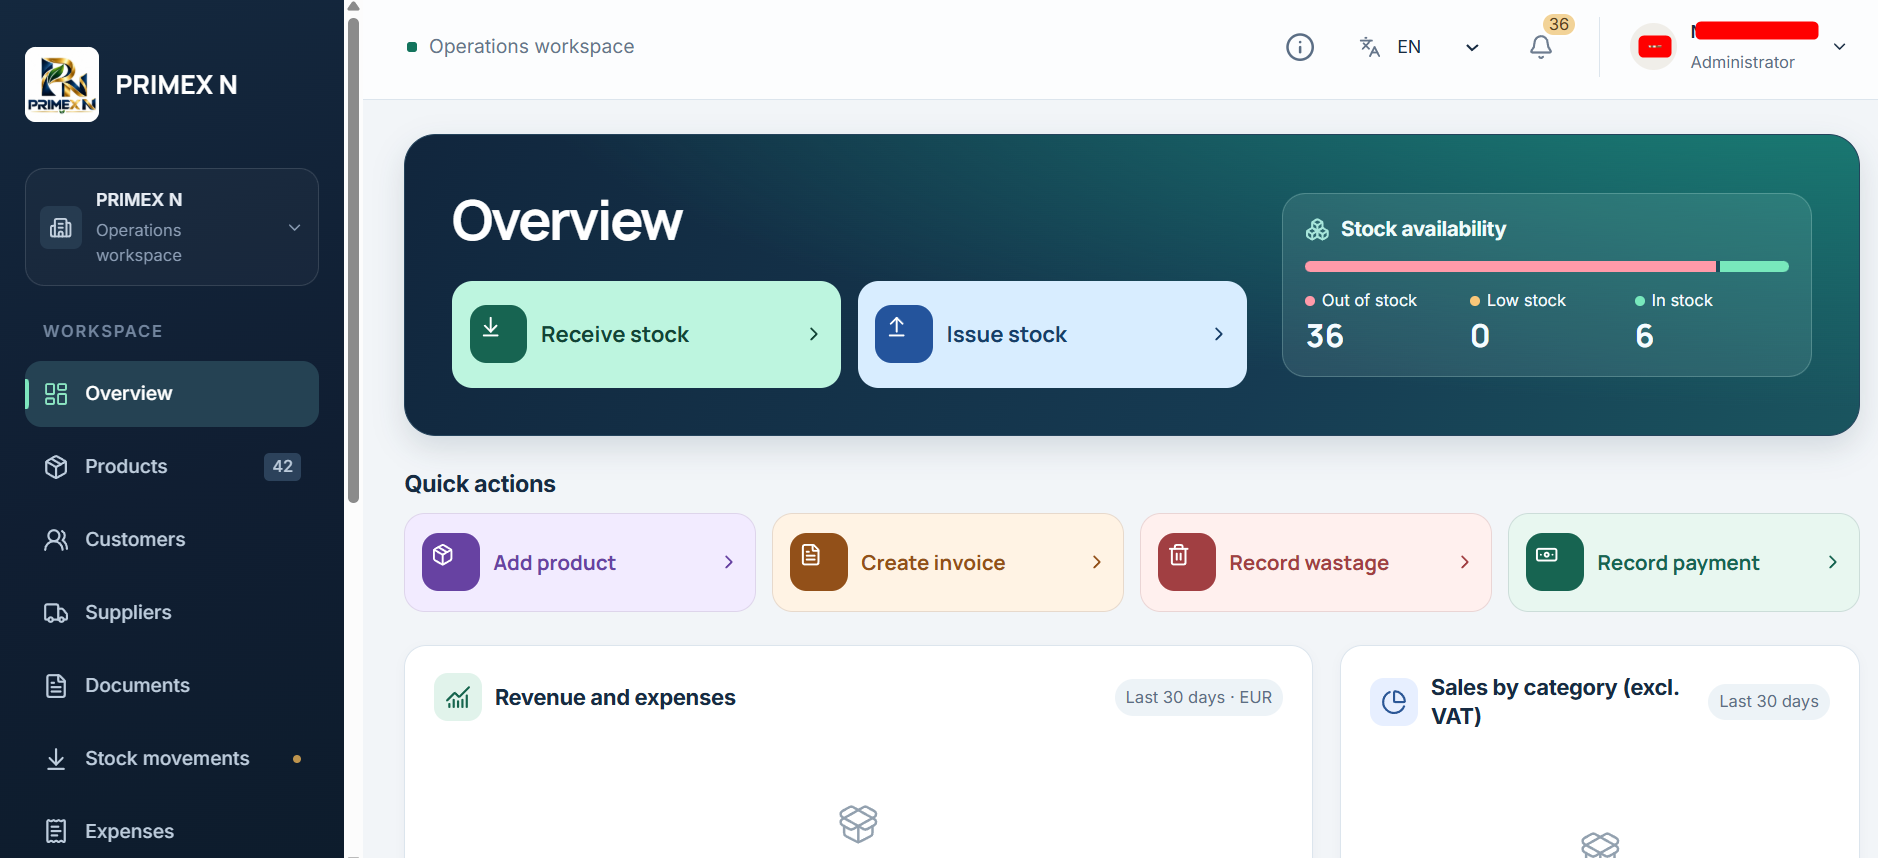 PRIMEX N
PRIMEX N
PRIMEX N
Operations
workspace
WORKSPACE
Overview
Products 42
Customers
Suppliers
Documents
Stock movements
Expenses
Operations workspace
EN
36
Administrator
Overview
Receive stock
Issue stock
Stock availability
Out of stock
Low stock
In stock
36
0
6
Quick actions
Add product
Create invoice
Record wastage
Record payment
Revenue and expenses
Last 30 days · EUR
Sales by category (excl.
VAT)
Last 30 days